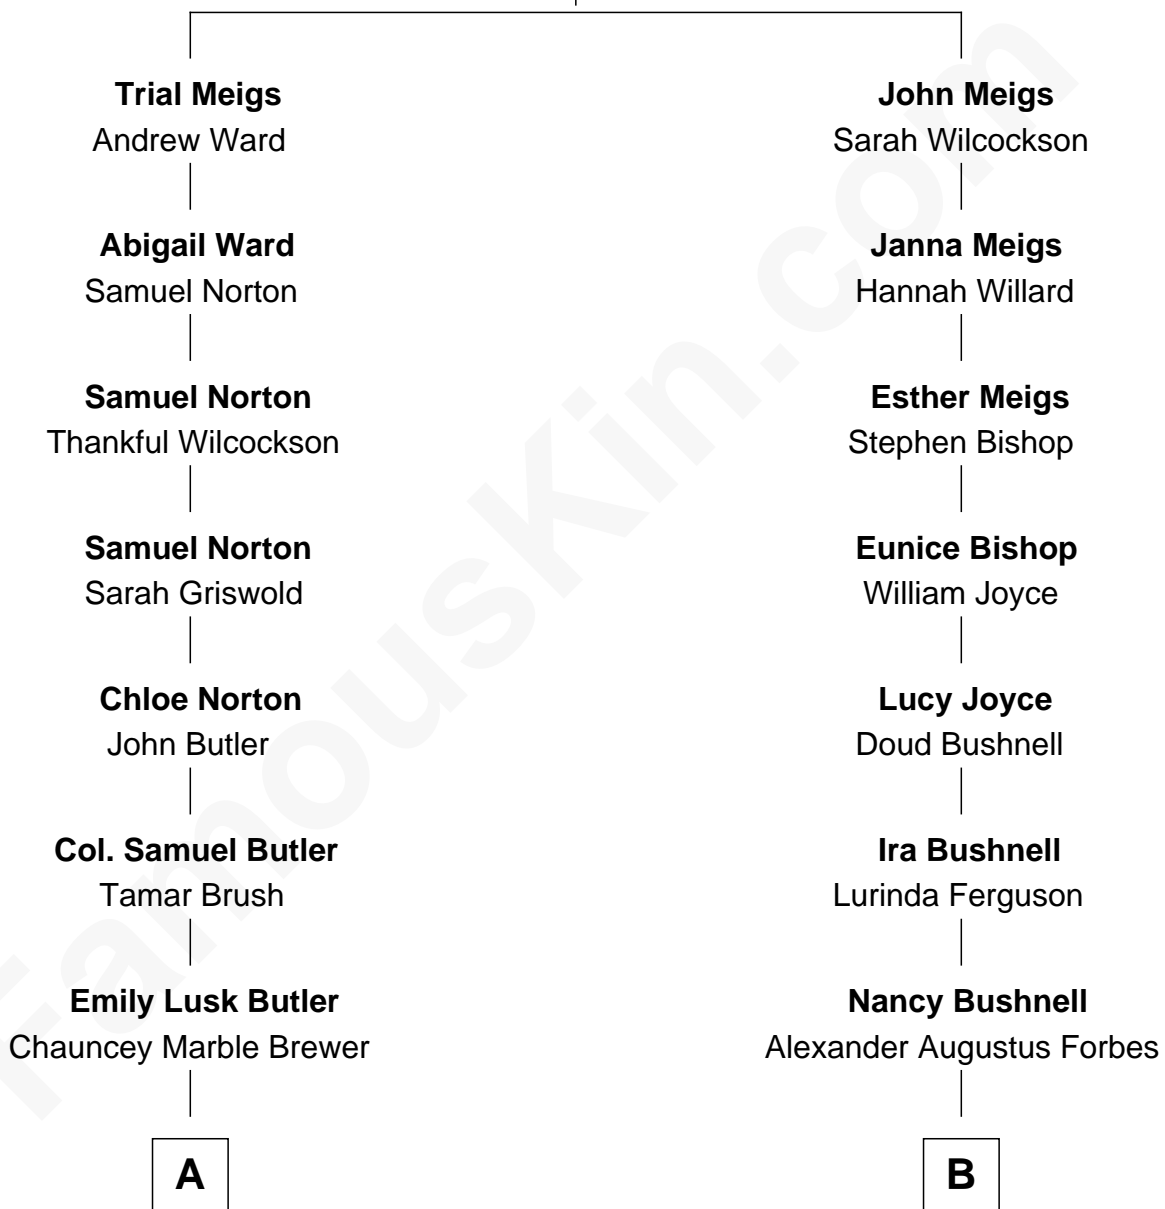 Trial Meigs
Andrew Ward
Abigail Ward
Samuel Norton
Samuel Norton
Thankful Wilcockson
Samuel Norton
Sarah Griswold
Chloe Norton
John Butler
Col. Samuel Butler
Tamar Brush
Emily Lusk Butler
Chauncey Marble Brewer
A
John Meigs
Sarah Wilcockson
Janna Meigs
Hannah Willard
Esther Meigs
Stephen Bishop
Eunice Bishop
William Joyce
Lucy Joyce
Doud Bushnell
Ira Bushnell
Lurinda Ferguson
Nancy Bushnell
Alexander Augustus Forbes
B
FamousKin.com